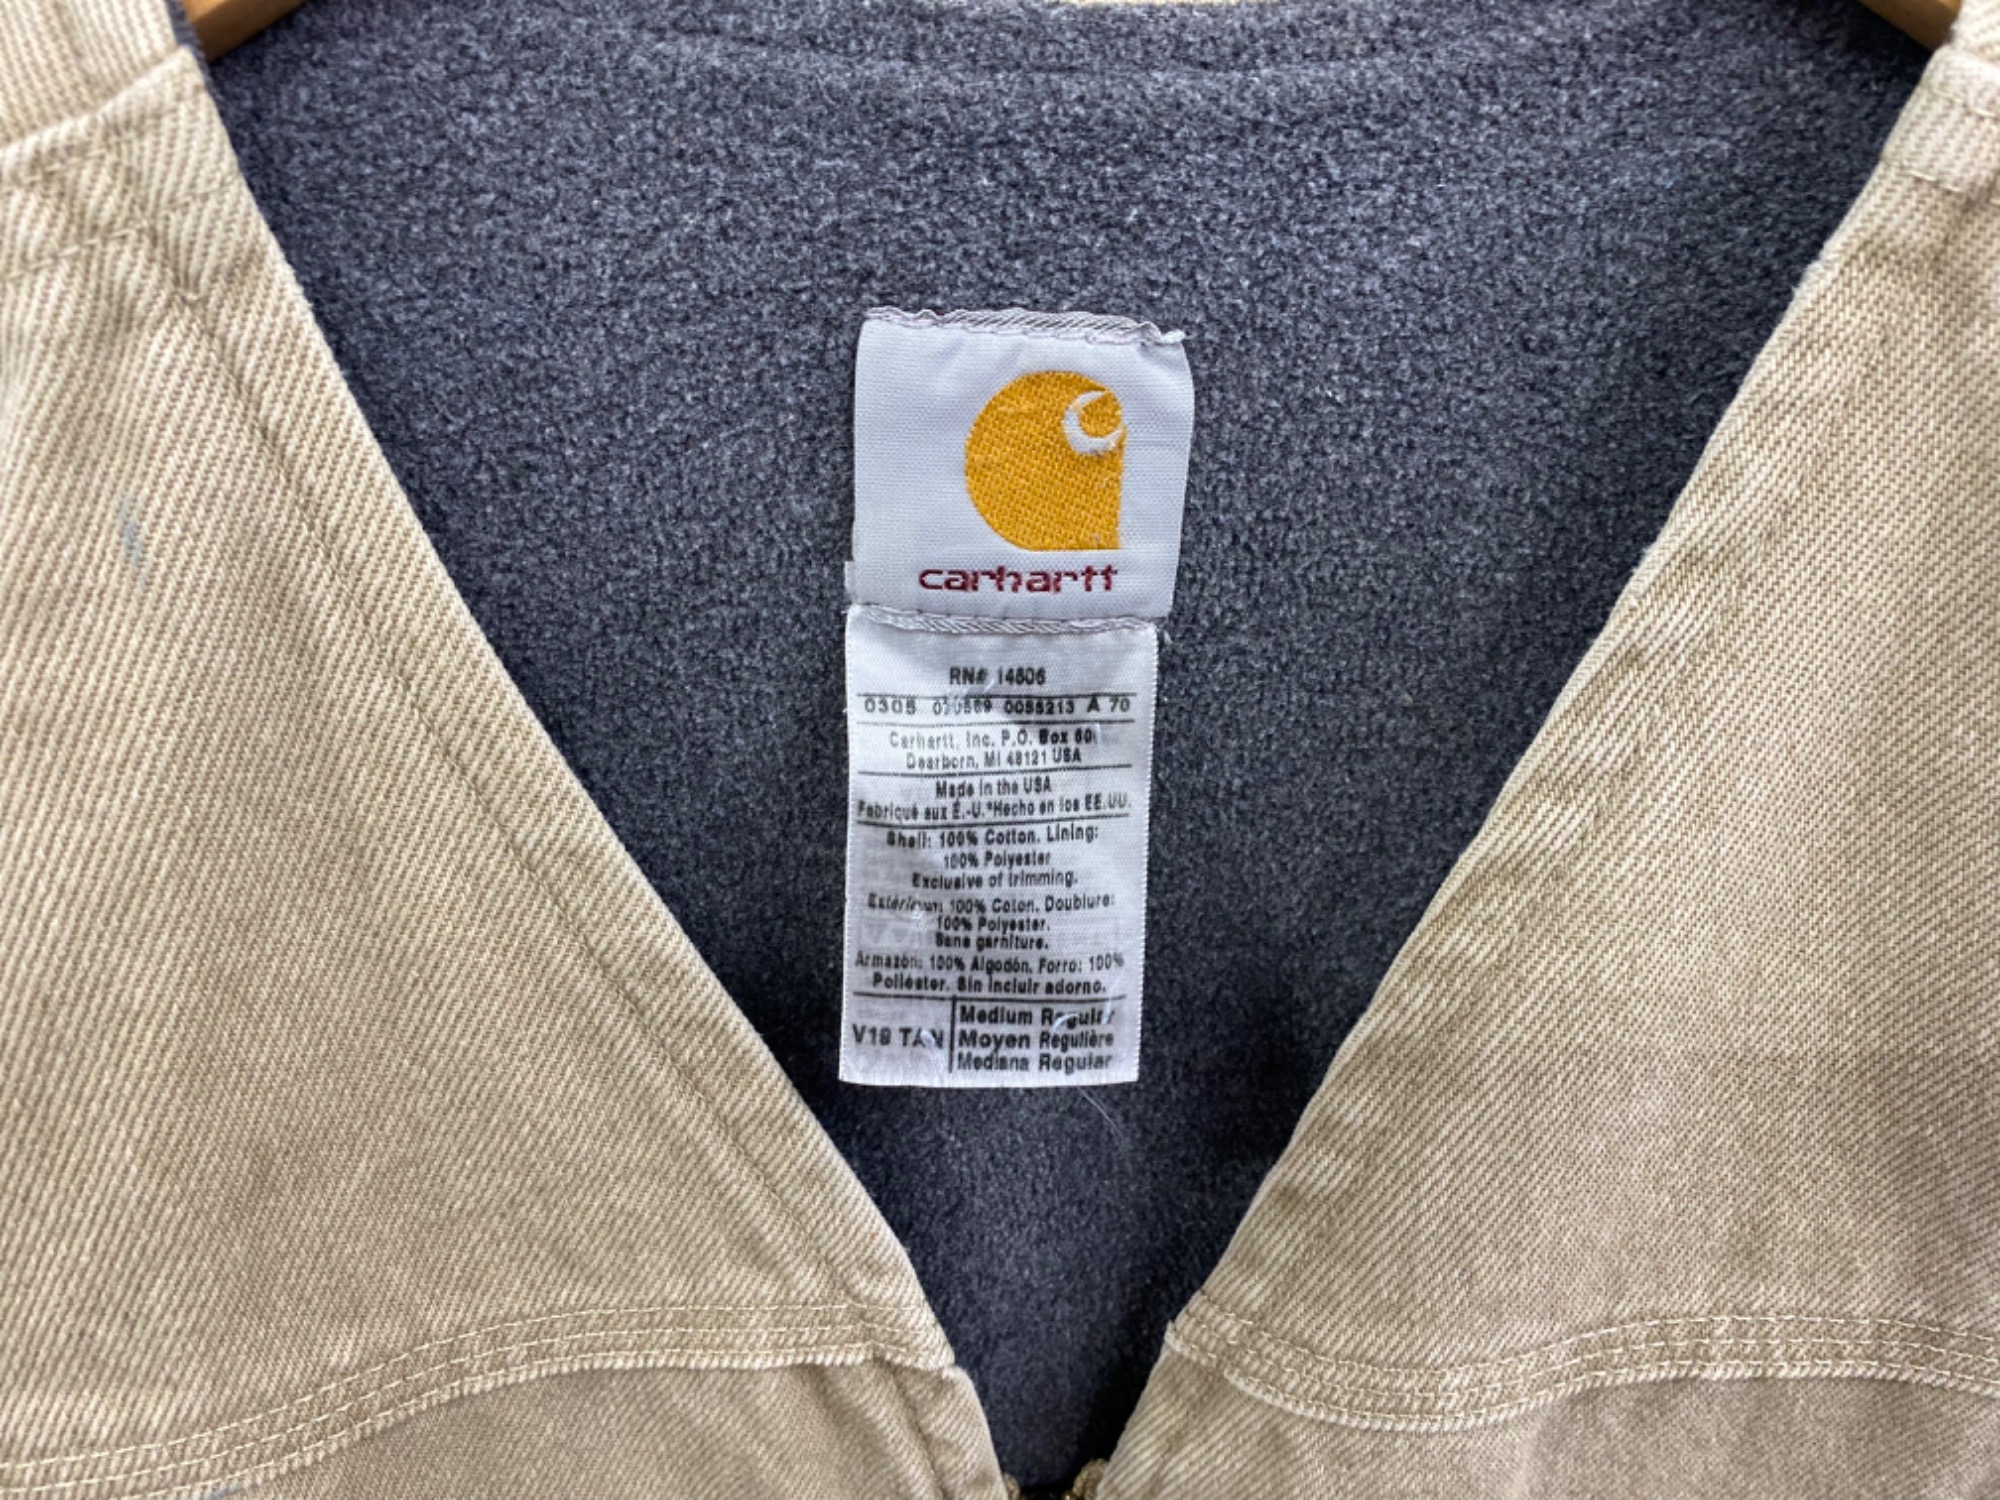 carhartt
RN# 14806
0305 0055213 A 70
Carhartt, Inc. P.O. Box
Dearborn, MI 48121 USA
Made in the USA
Fabriqué aux É.-U.*Hecho en los EE.UU.
Shell: 100% Cotton. Lining:
100% Polyester
Exclusive of trimming.
Extérieur: 100% Coton. Doublure:
100% Polyester.
Sans garniture.
Armazón: 100% Algodón. Forro: 100%
Poliéster. Sin incluir adorno.
V18 TAN
Medium Regular
Moyen Regulière
Mediana Regular